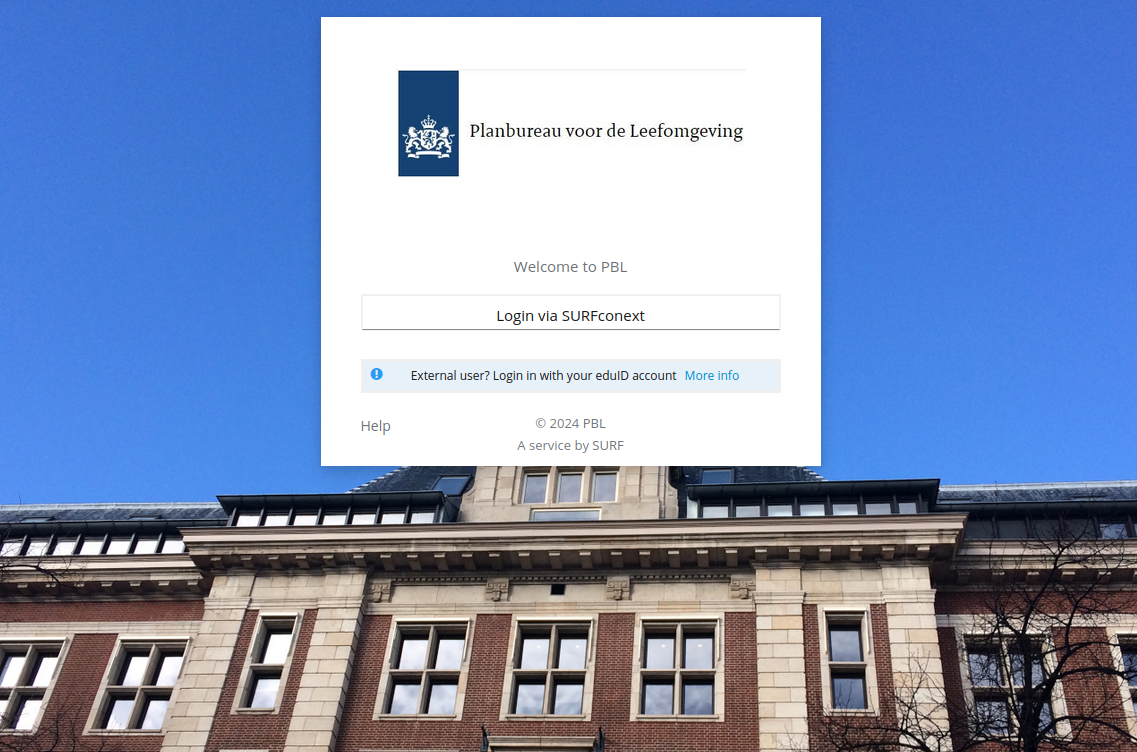 Planbureau voor de Leefomgeving
Welcome to PBL
Login via SURFconext
External user? Login in with your eduID account More info
Help
© 2024 PBL
A service by SURF